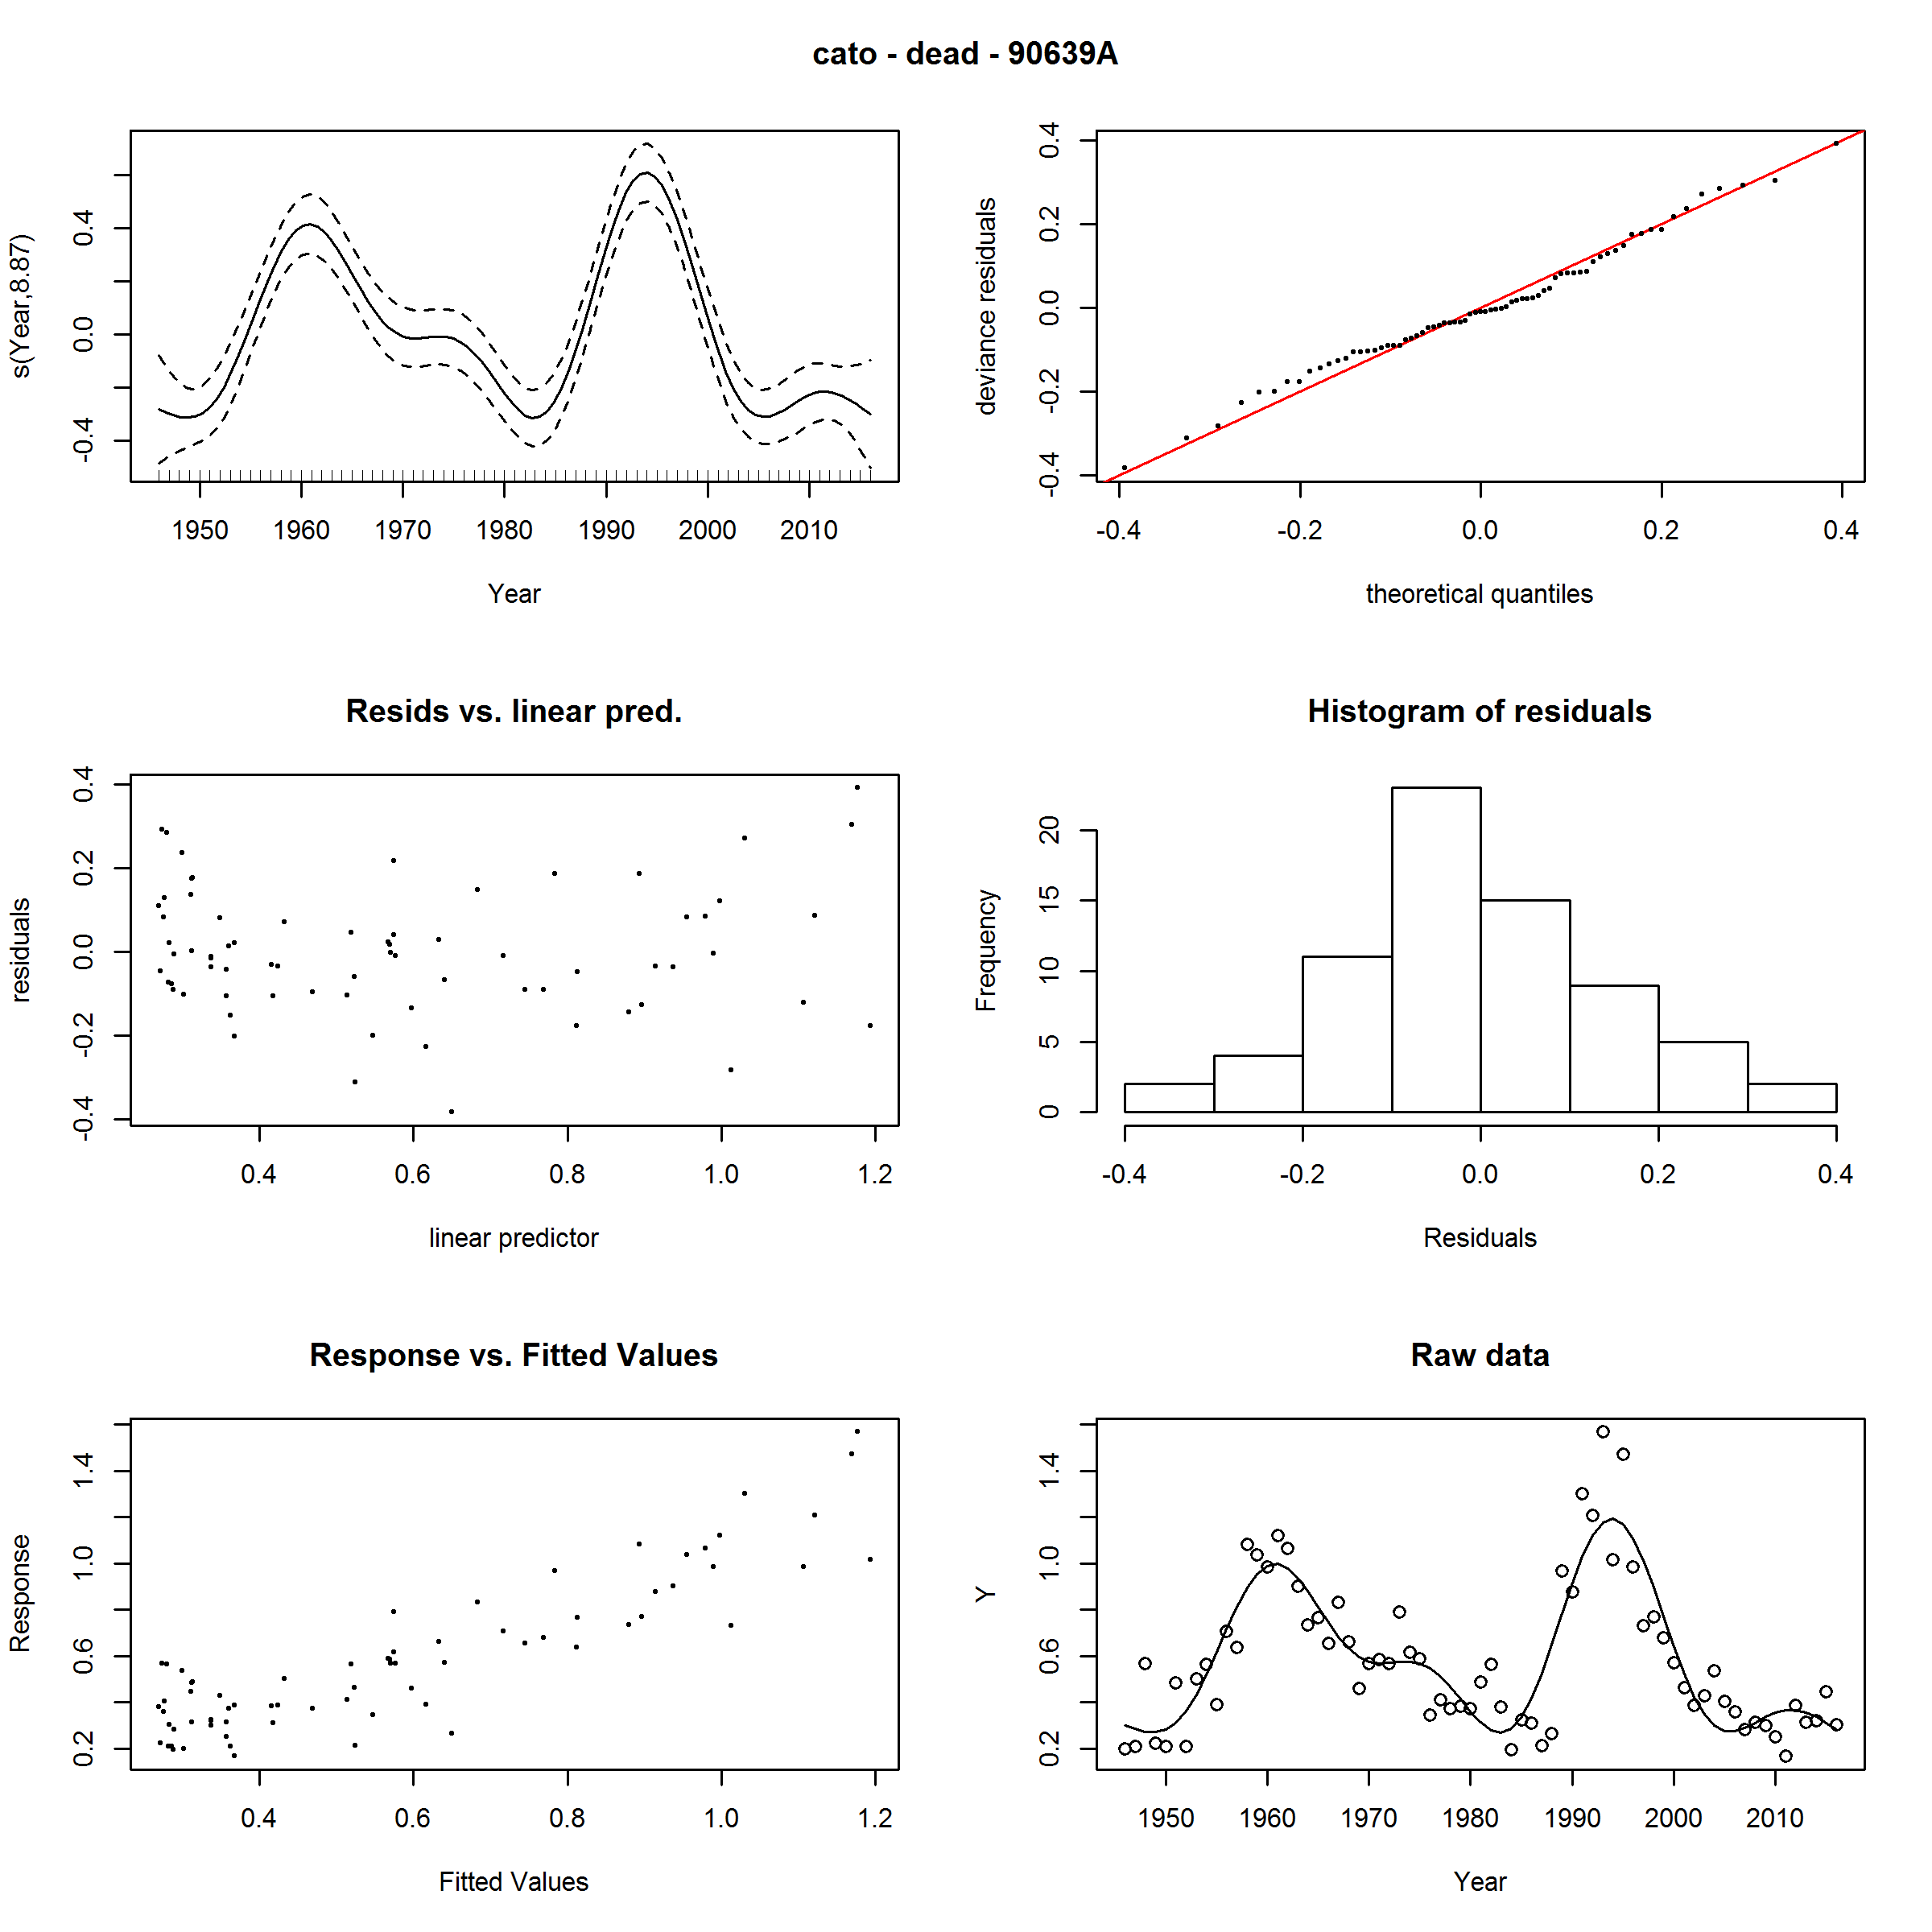 cato - dead - 90639A
s(Year,8.87)
-0.4 0.0 0.4
1950 1960 1970 1980 1990 2000 2010
Year
deviance residuals
-0.4 -0.2 0.0 0.2 0.4
-0.4 -0.2 0.0 0.2 0.4
theoretical quantiles
Resids vs. linear pred.
residuals
-0.4 -0.2 0.0 0.2 0.4
0.4 0.6 0.8 1.0 1.2
linear predictor
Histogram of residuals
Frequency
0 5 10 15 20
-0.4 -0.2 0.0 0.2 0.4
Residuals
Response vs. Fitted Values
Response
0.2 0.6 1.0 1.4
0.4 0.6 0.8 1.0 1.2
Fitted Values
Raw data
Y
0.2 0.6 1.0 1.4
1950 1960 1970 1980 1990 2000 2010
Year